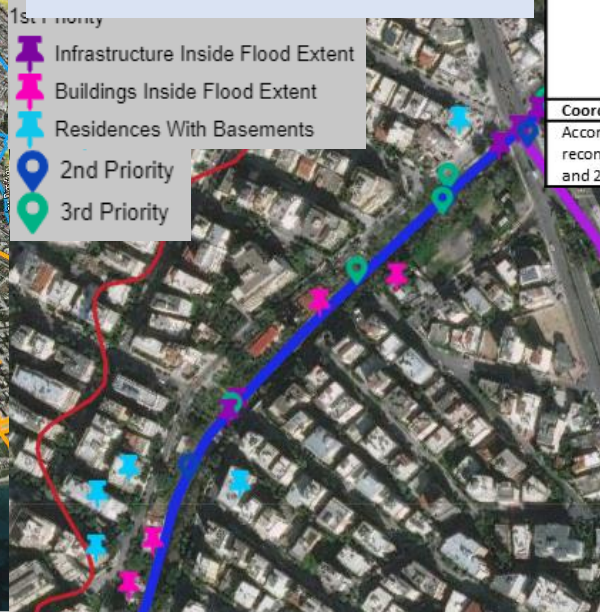 1st Priority
Infrastructure Inside Flood Extent
Buildings Inside Flood Extent
Residences With Basements
2nd Priority
3rd Priority
Coord
Accor
recon
and 2